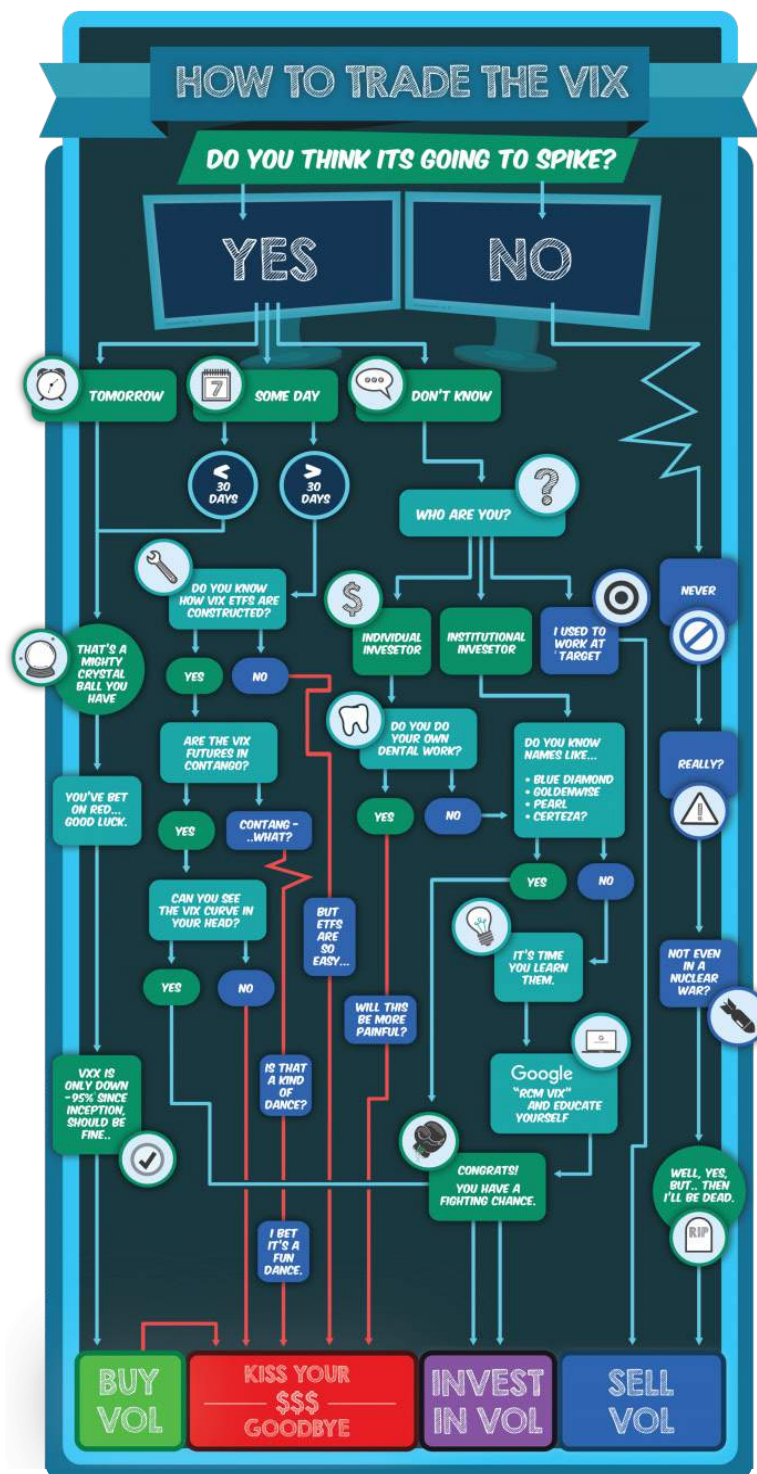 HOW TO TRADE THE VIX
DO YOU THINK ITS GOING TO SPIKE?
YES
NO
TOMORROW
7
SOME DAY
DON'T KNOW
<
30
DAYS
>
30
DAYS
?
WHO ARE YOU?
DO YOU KNOW
HOW VIX ETFS ARE
CONSTRUCTED?
$
INDIVIDUAL
INVESETOR
INSTITUTIONAL
INVESETOR
I USED TO
WORK AT
TARGET
NEVER
THAT'S A
MIGHTY
CRYSTAL
BALL YOU
HAVE
YES
NO
ARE THE VIX
FUTURES IN
CONTANGO?
DO YOU DO
YOUR OWN
DENTAL WORK?
DO YOU KNOW
NAMES LIKE...
• BLUE DIAMOND
• GOLDENWISE
• PEARL
• CERTEZA?
REALLY?
YOU'VE BET
ON RED...
GOOD LUCK.
YES
CONTANG -
..WHAT?
YES
NO
CAN YOU SEE
THE VIX CURVE IN
YOUR HEAD?
YES
NO
BUT
ETFS
ARE
SO
EASY...
IT'S TIME
YOU LEARN
THEM.
NOT EVEN
IN A
NUCLEAR
WAR?
YES
NO
WILL THIS
BE MORE
PAINFUL?
VXX IS
ONLY DOWN
-95% SINCE
INCEPTION,
SHOULD BE
FINE..
IS THAT
A KIND
OF
DANCE?
Google
"RCM VIX"
AND EDUCATE
YOURSELF
CONGRATS!
YOU HAVE A
FIGHTING CHANCE.
WELL, YES,
BUT.. THEN
I'LL BE DEAD.
RIP
I BET
IT'S A
FUN
DANCE.
BUY
VOL
KISS YOUR
$$$
GOODBYE
INVEST
IN VOL
SELL
VOL